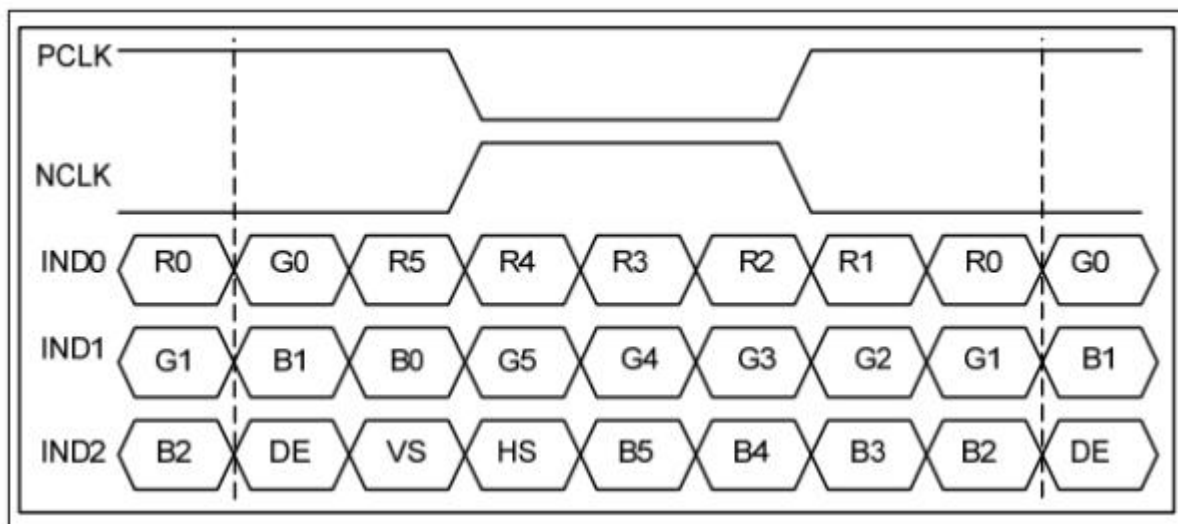 PCLK
NCLK
IND0 R0 G0 R5 R4 R3 R2 R1 R0 G0
IND1 G1 B1 B0 G5 G4 G3 G2 G1 B1
IND2 B2 DE VS HS B5 B4 B3 B2 DE